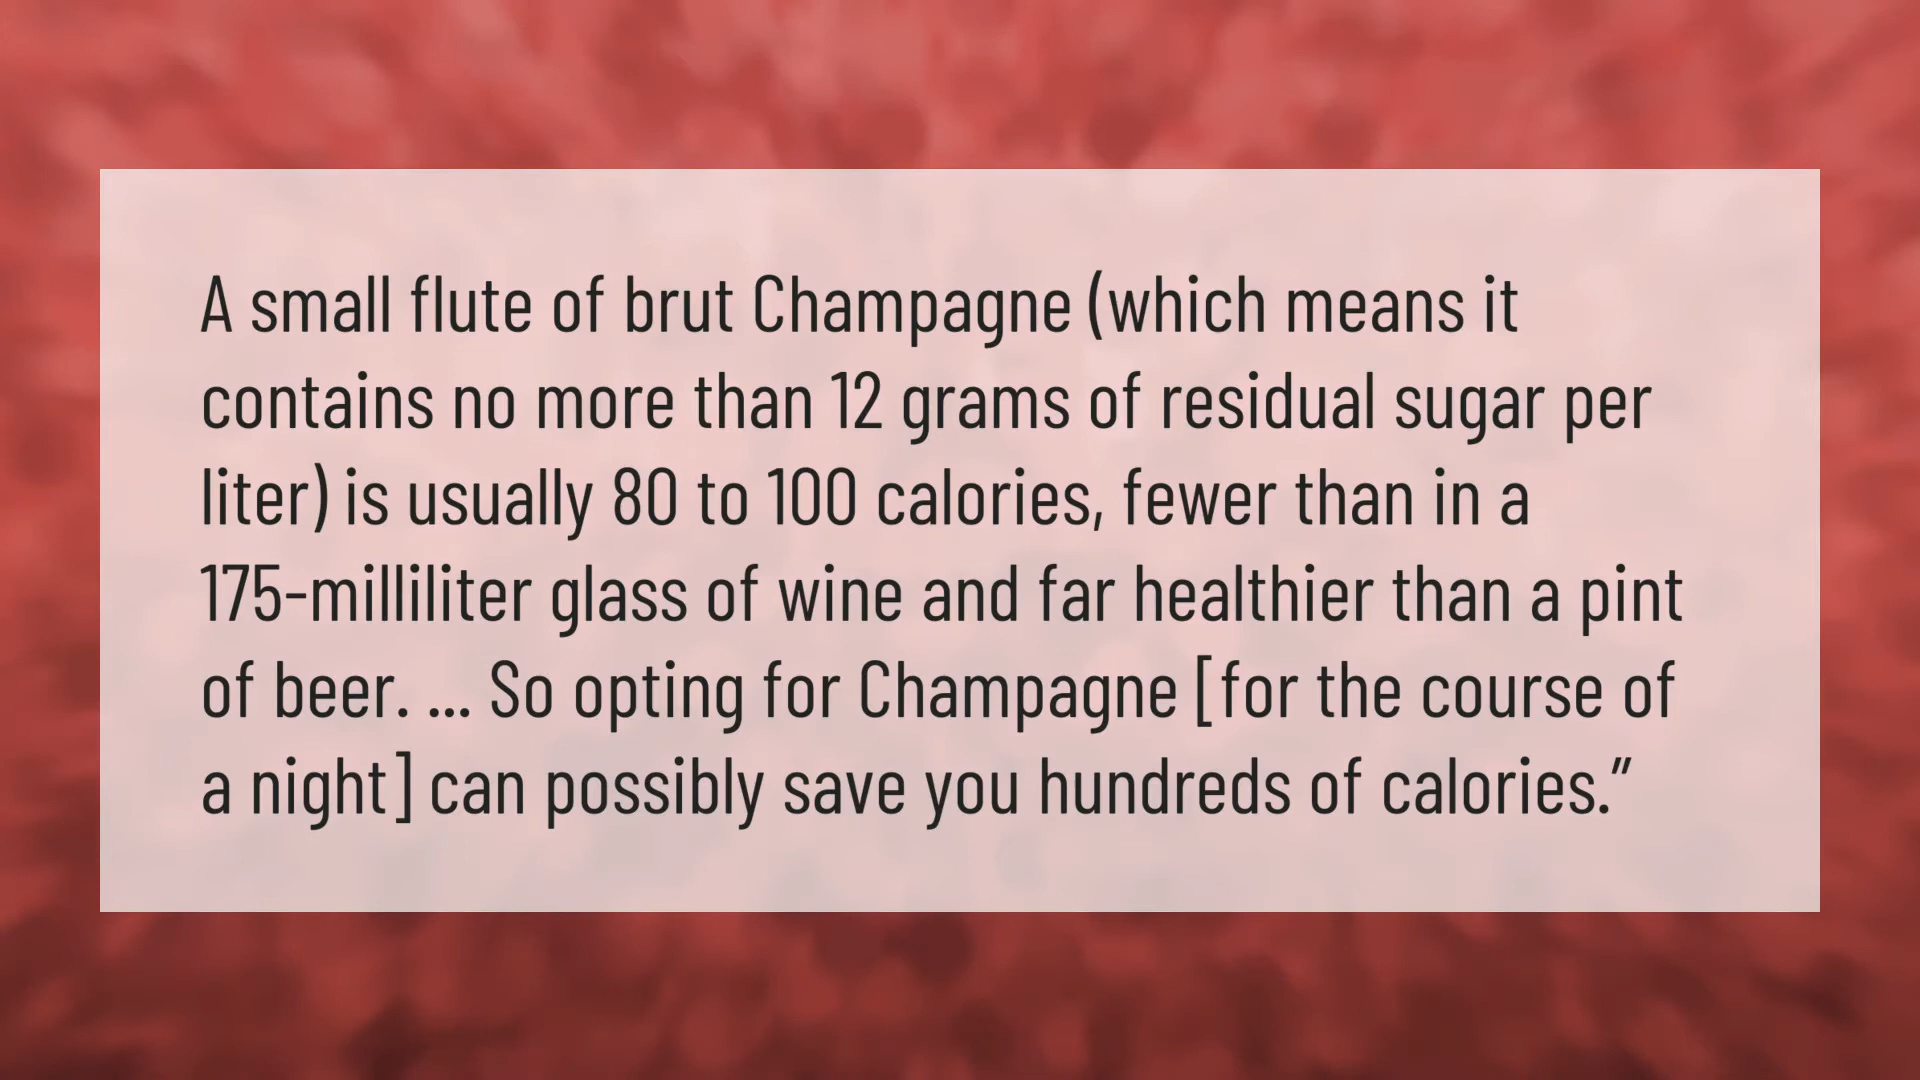 A small flute of brut Champagne (which means it
contains no more than 12 grams of residual sugar per
liter) is usually 80 to 100 calories, fewer than in a
175-milliliter glass of wine and far healthier than a pint
of beer. ... So opting for Champagne [for the course of
a night] can possibly save you hundreds of calories.”